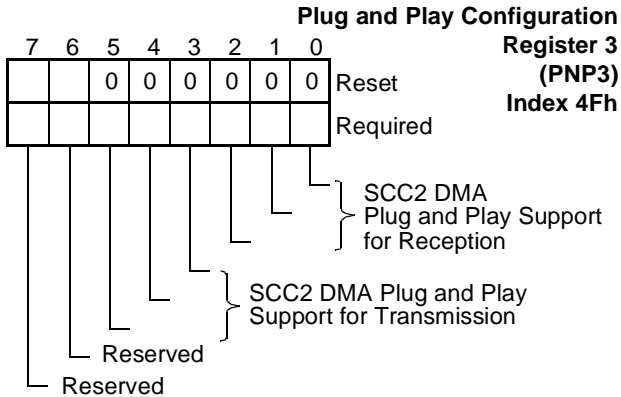 Plug and Play Configuration
Register 3
(PNP3)
Index 4Fh
7 6 5 4 3 2 1 0
0 0 0 0 0 0 Reset
Required
SCC2 DMA
Plug and Play Support
for Reception
SCC2 DMA Plug and Play
Support for Transmission
Reserved
Reserved